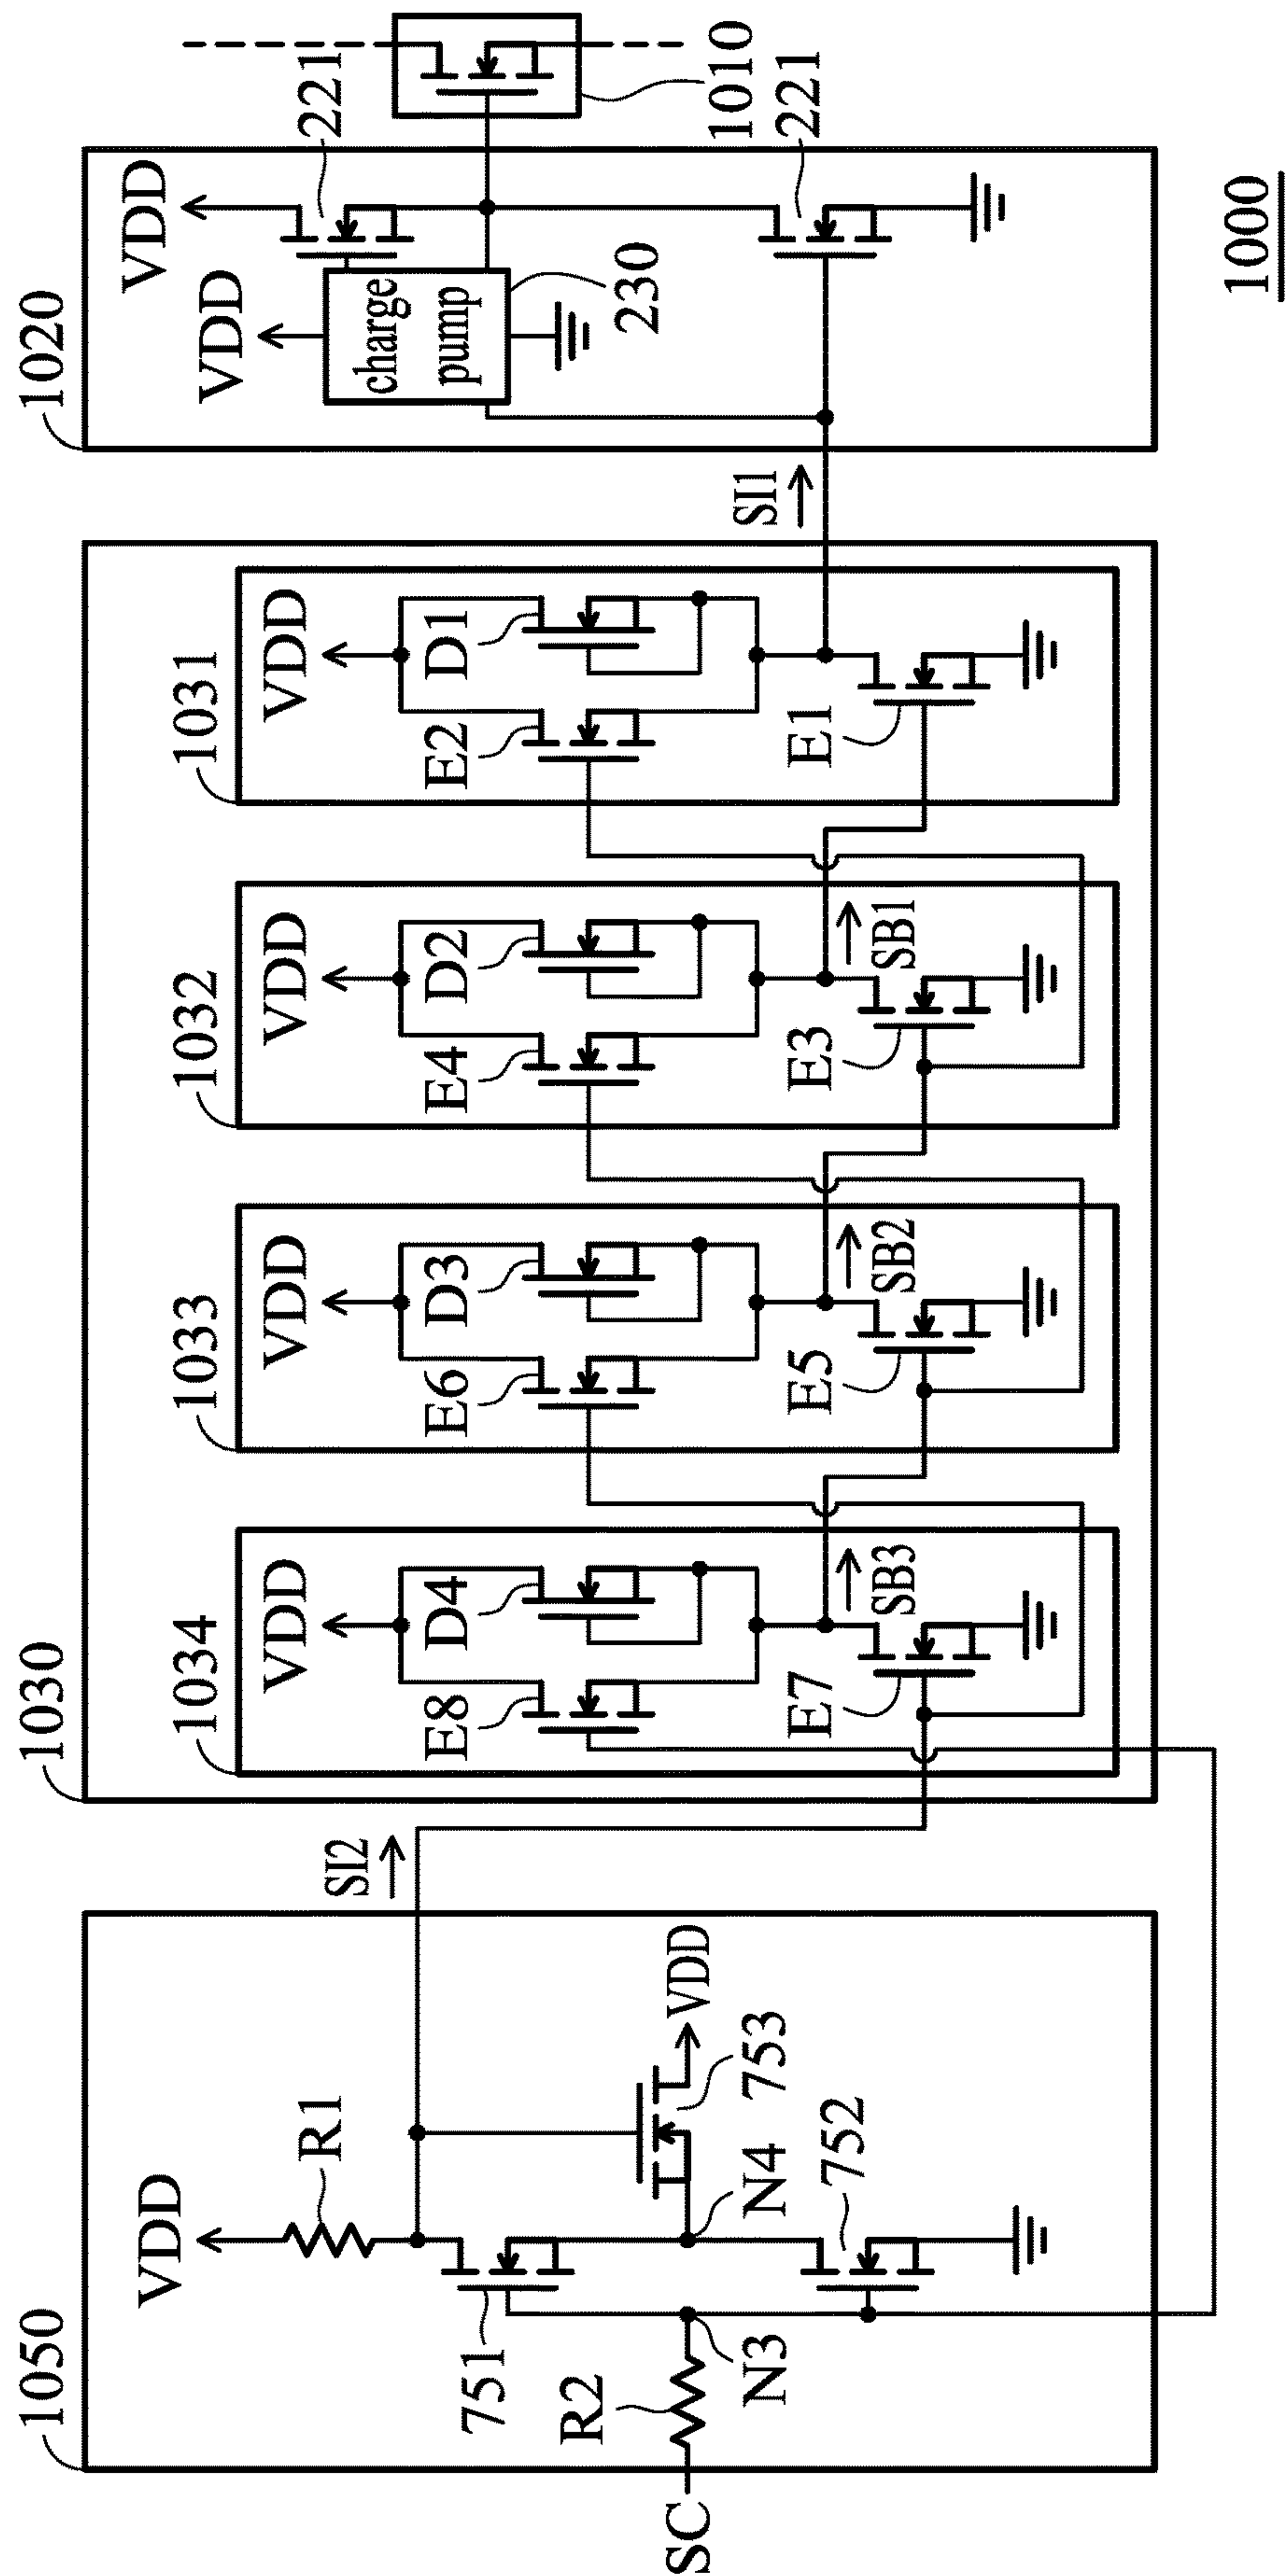 1050
VDD
R1
751
R2
SC
N3
N4
752
753
VDD
SI2
1030
1034
VDD
E8
D4
E7
SB3
1033
VDD
E6
D3
E5
SB2
1032
VDD
E4
D2
E3
SB1
1031
VDD
E2
D1
E1
SI1
1020
VDD
VDD
221
charge
pump
230
221
1010
1000